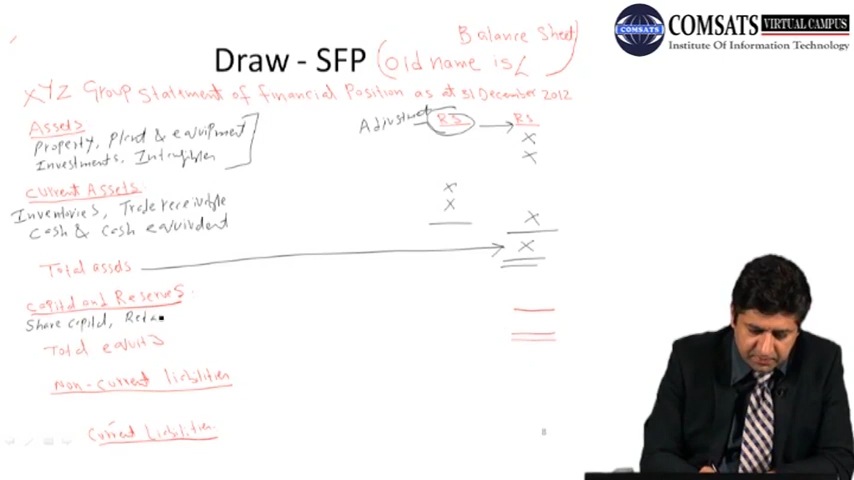 COMSATS VIRTUAL CAMPUS
Institute Of Information Technology
Balance Sheet
Draw - SFP (old name is
XYZ Group Statement of Financial Position as at 31 December 2012
Assets
Adjustment RS RS
Property, Plant & equipment X
Investments, Intangibles X
Current Assets X
Inventories, Trade receivable X
Cash & Cash equivalent X
Total assets X
Capital and Reserves
Share capital, Reta
Total equity
Non-current liabilities
Current liabilities
8